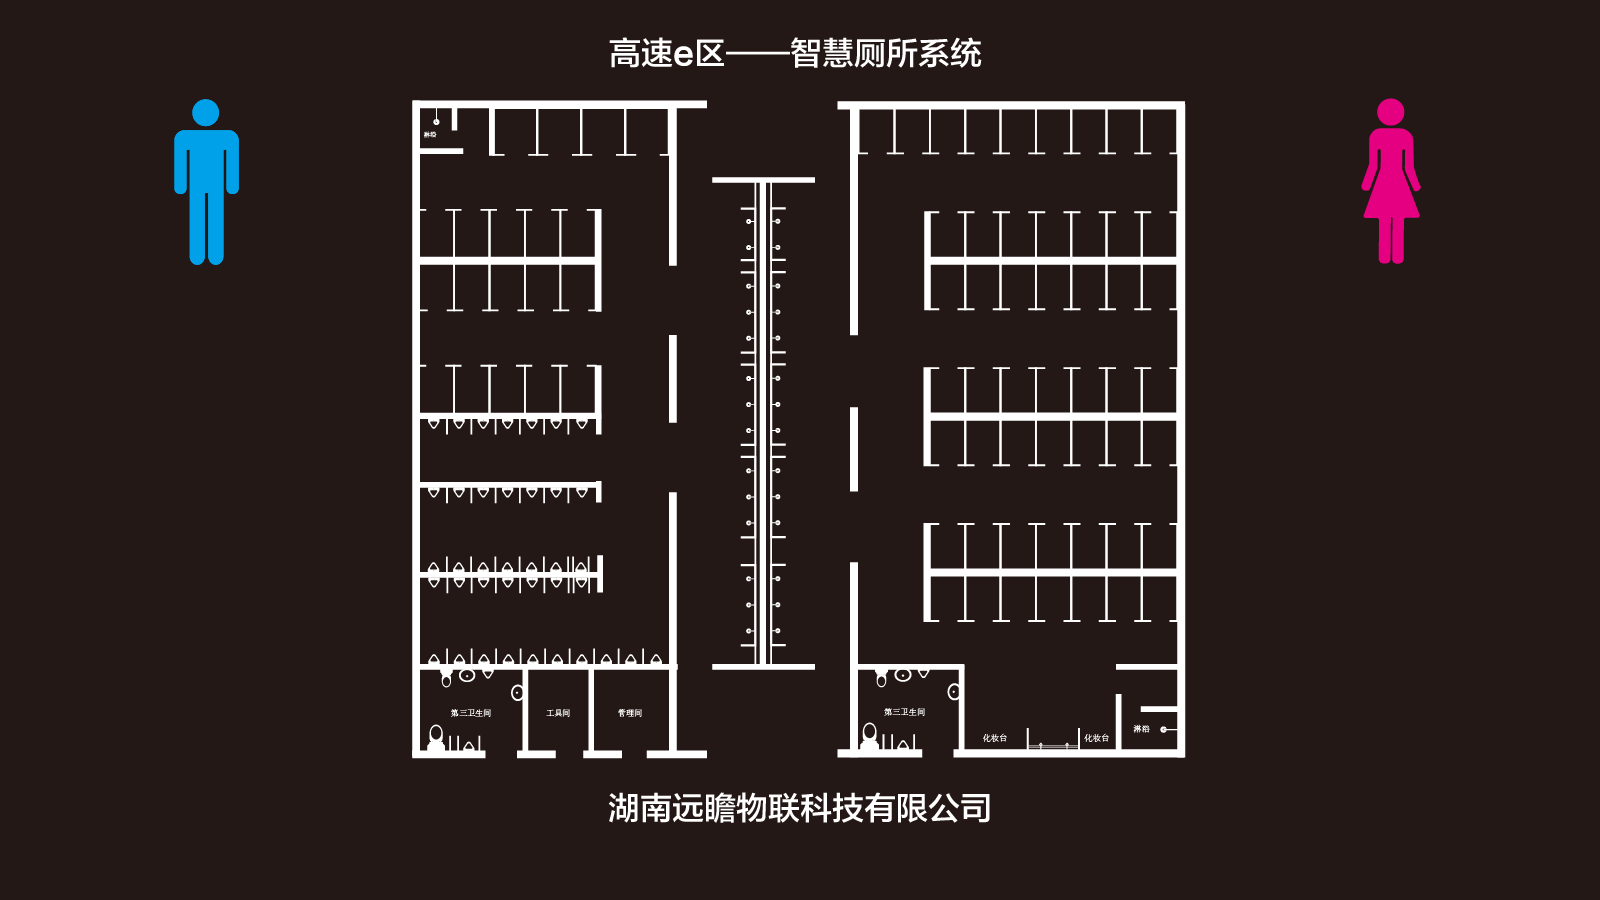 高速e区——智慧厕所系统
淋浴
第三卫生间
工具间
管理间
第三卫生间
化妆台
化妆台
淋浴
湖南远瞻物联科技有限公司